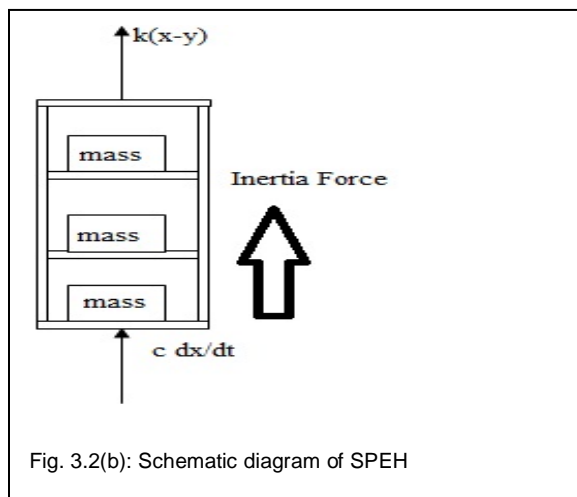 k(x-y)
mass
Inertia Force
mass
mass
c dx/dt
Fig. 3.2(b): Schematic diagram of SPEH